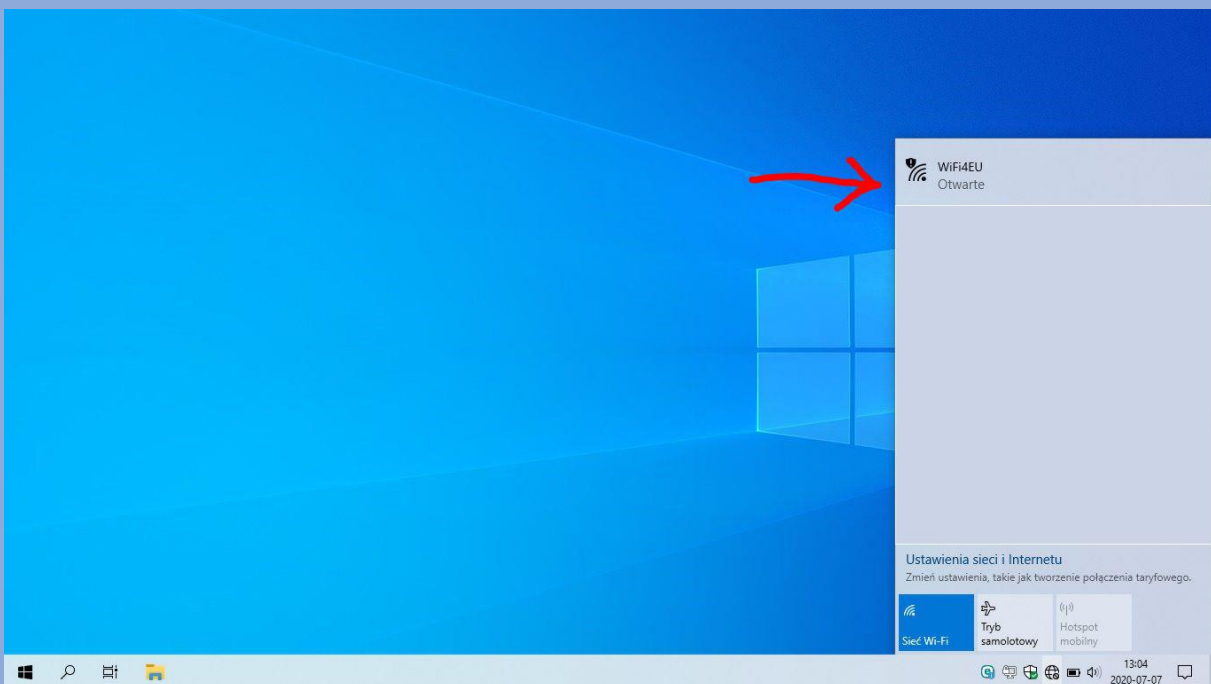 WiFi4EU
Otwarte
Ustawienia sieci i Internetu
Zmień ustawienia, takie jak tworzenie połączenia taryfowego.
Sieć Wi-Fi
Tryb
samolotowy
Hotspot
mobilny
13:04
2020-07-07